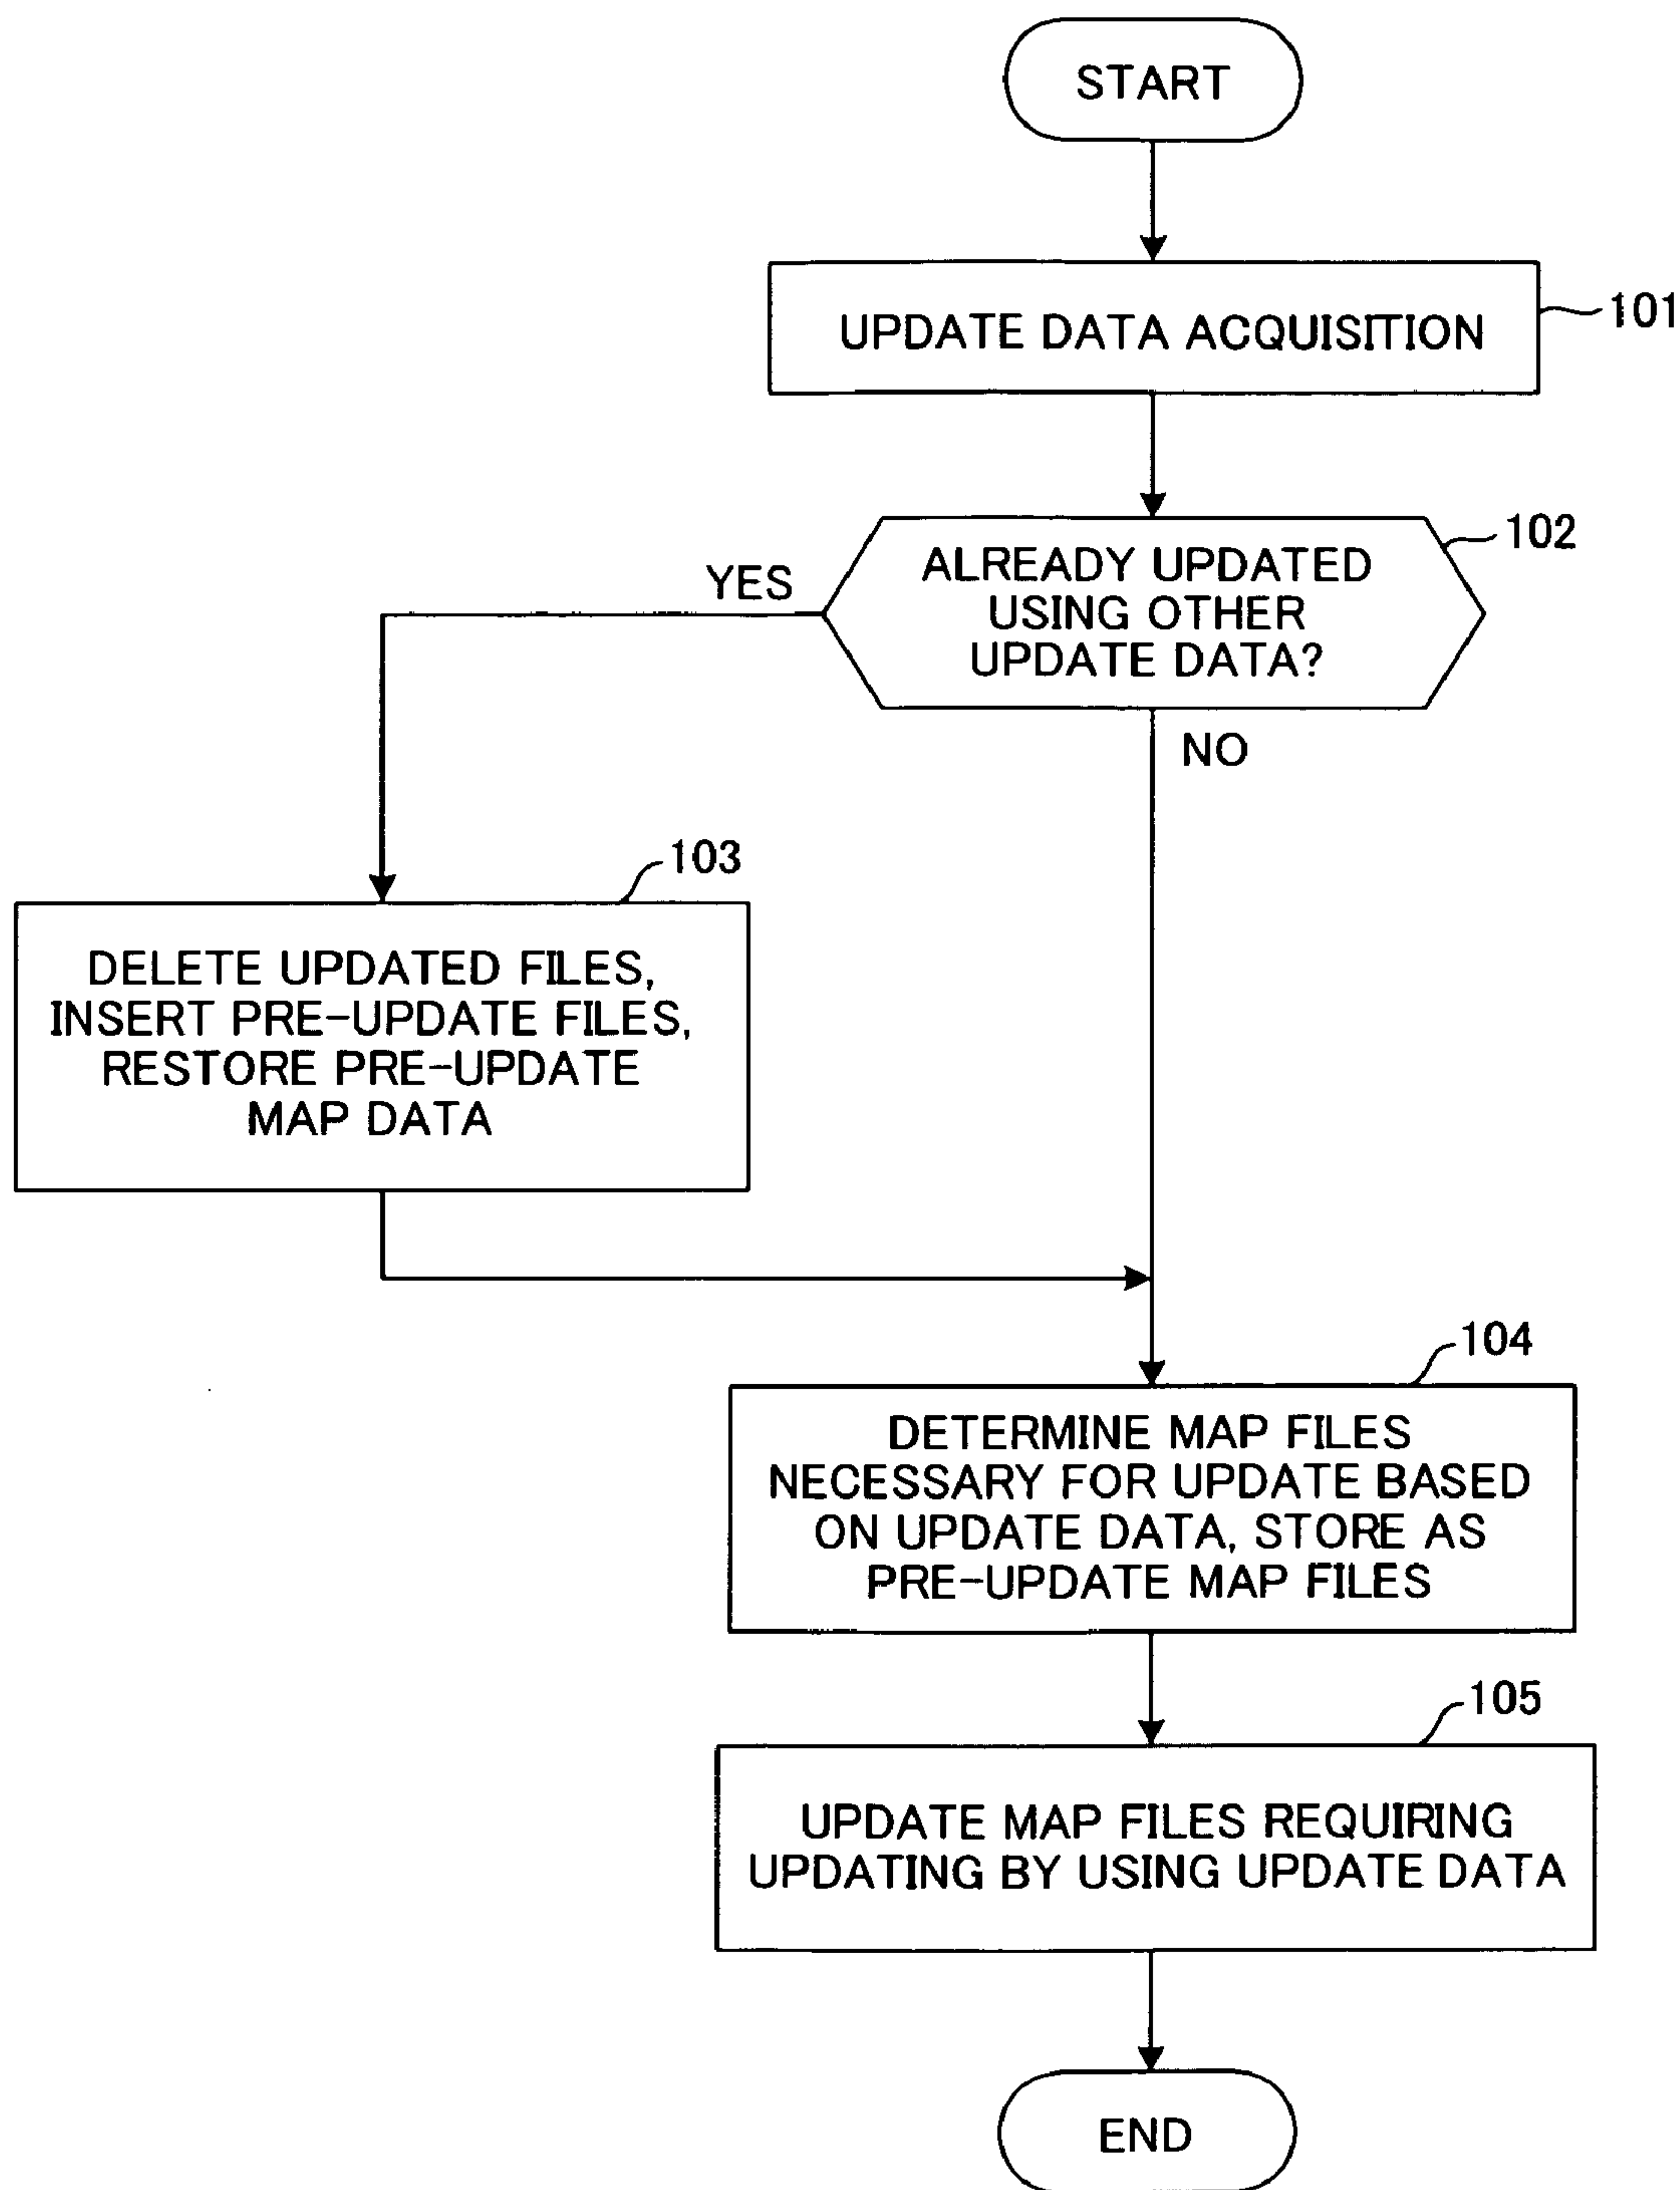 START
UPDATE DATA ACQUISITION
101
ALREADY UPDATED
USING OTHER
UPDATE DATA?
102
YES
NO
103
DELETE UPDATED FILES,
INSERT PRE-UPDATE FILES,
RESTORE PRE-UPDATE
MAP DATA
104
DETERMINE MAP FILES
NECESSARY FOR UPDATE BASED
ON UPDATE DATA, STORE AS
PRE-UPDATE MAP FILES
105
UPDATE MAP FILES REQUIRING
UPDATING BY USING UPDATE DATA
END